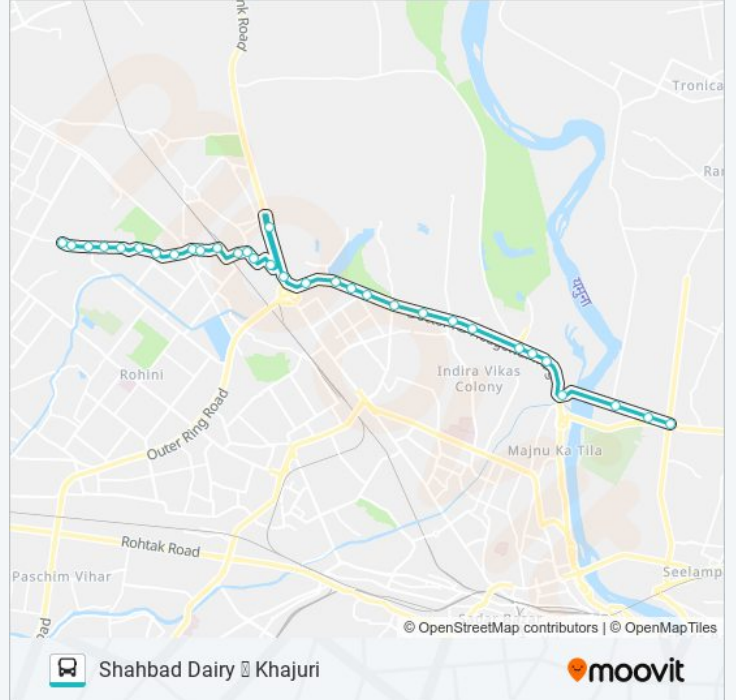 nk Road
Tronica
Ra
यमुना
Indira Vikas
Colony
Rohini
Outer Ring Road
Majnu Ka Tila
Rohtak Road
Paschim Vihar
Seelamp
oad
© OpenStreetMap contributors | © OpenMapTiles
Shahbad Dairy  Khajuri
moovit